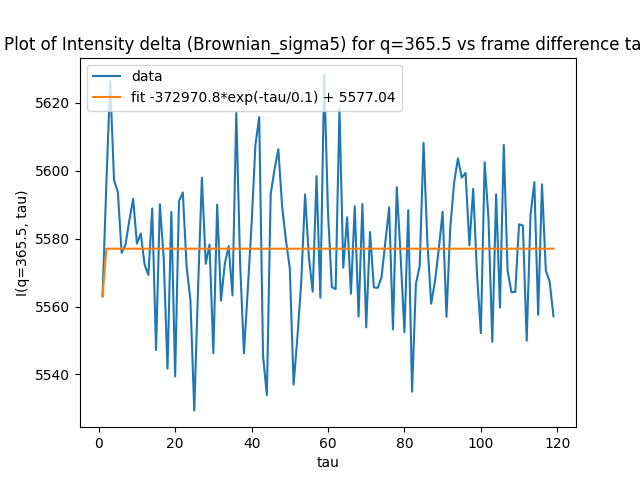 Plot of Intensity delta (Brownian_sigma5) for q=365.5 vs frame difference ta
data
fit -372970.8*exp(-tau/0.1) + 5577.04
I(q=365.5, tau)
5620
5600
5580
5560
5540
0 20 40 60 80 100 120
tau